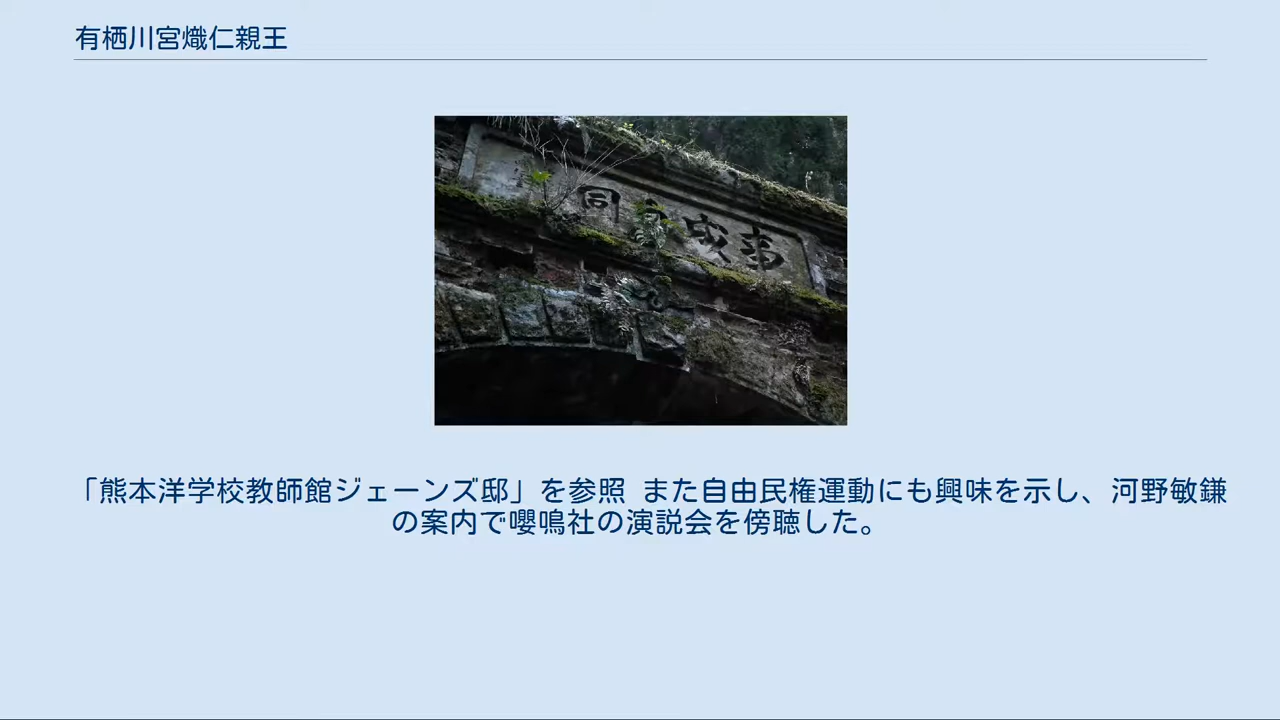 有栖川宮熾仁親王
同
成事
「熊本洋学校教師館ジェーンズ邸」を参照 また自由民権運動にも興味を示し、河野敏鎌
の案内で嚶鳴社の演説会を傍聴した。